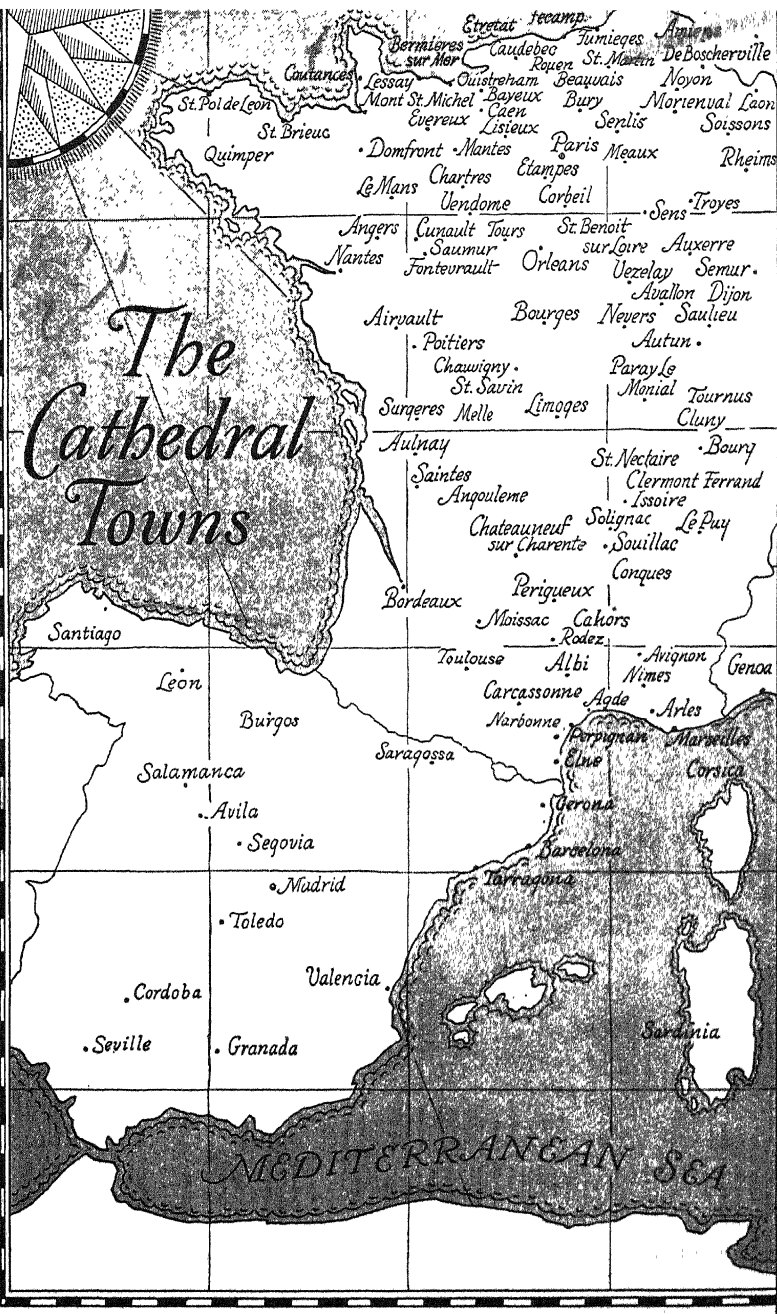 Etretat fecamp.
Jumieges
Amiens
Bernieres
sur Mer
Caudebec
Rouen
St. Martin De Boscherville
Coutances
Lessay
Ouistreham
Beauvais
Noyon
St. Pol de Leon
Mont St. Michel
Bayeux
Bury
Morienval
Laon
St. Brieuc
Evereux
Caen
Lisieux
Senlis
Soissons
Quimper
Domfront
Mantes
Paris
Meaux
Rheims
Le Mans
Chartres
Etampes
Vendome
Corbeil
Sens
Troyes
Angers
Cunault
Tours
St. Benoit
sur Loire
Auxerre
Nantes
Saumur
Fontevrault
Orleans
Vezelay
Semur
Avallon
Dijon
Airvault
Bourges
Nevers
Saulieu
The
Cathedral
Towns
Poitiers
Autun
Chauvigny
Paray Le
Monial
St. Savin
Tournus
Surgeres
Melle
Limoges
Cluny
Aulnay
St. Nectaire
Bourg
Saintes
Clermont Ferrand
Angouleme
Issoire
Chateauneuf
sur Charente
Solignac
Le Puy
Souillac
Conques
Bordeaux
Perigueux
Moissac
Cahors
Rodez
Santiago
Toulouse
Albi
Avignon
Genoa
Leon
Nimes
Carcassonne
Agde
Arles
Burgos
Narbonne
Perpignan
Marseilles
Saragossa
Elne
Corsica
Salamanca
Avila
Gerona
Segovia
Barcelona
Madrid
Tarragona
Toledo
Valencia
Cordoba
Sardinia
Seville
Granada
MEDITERRANEAN SEA